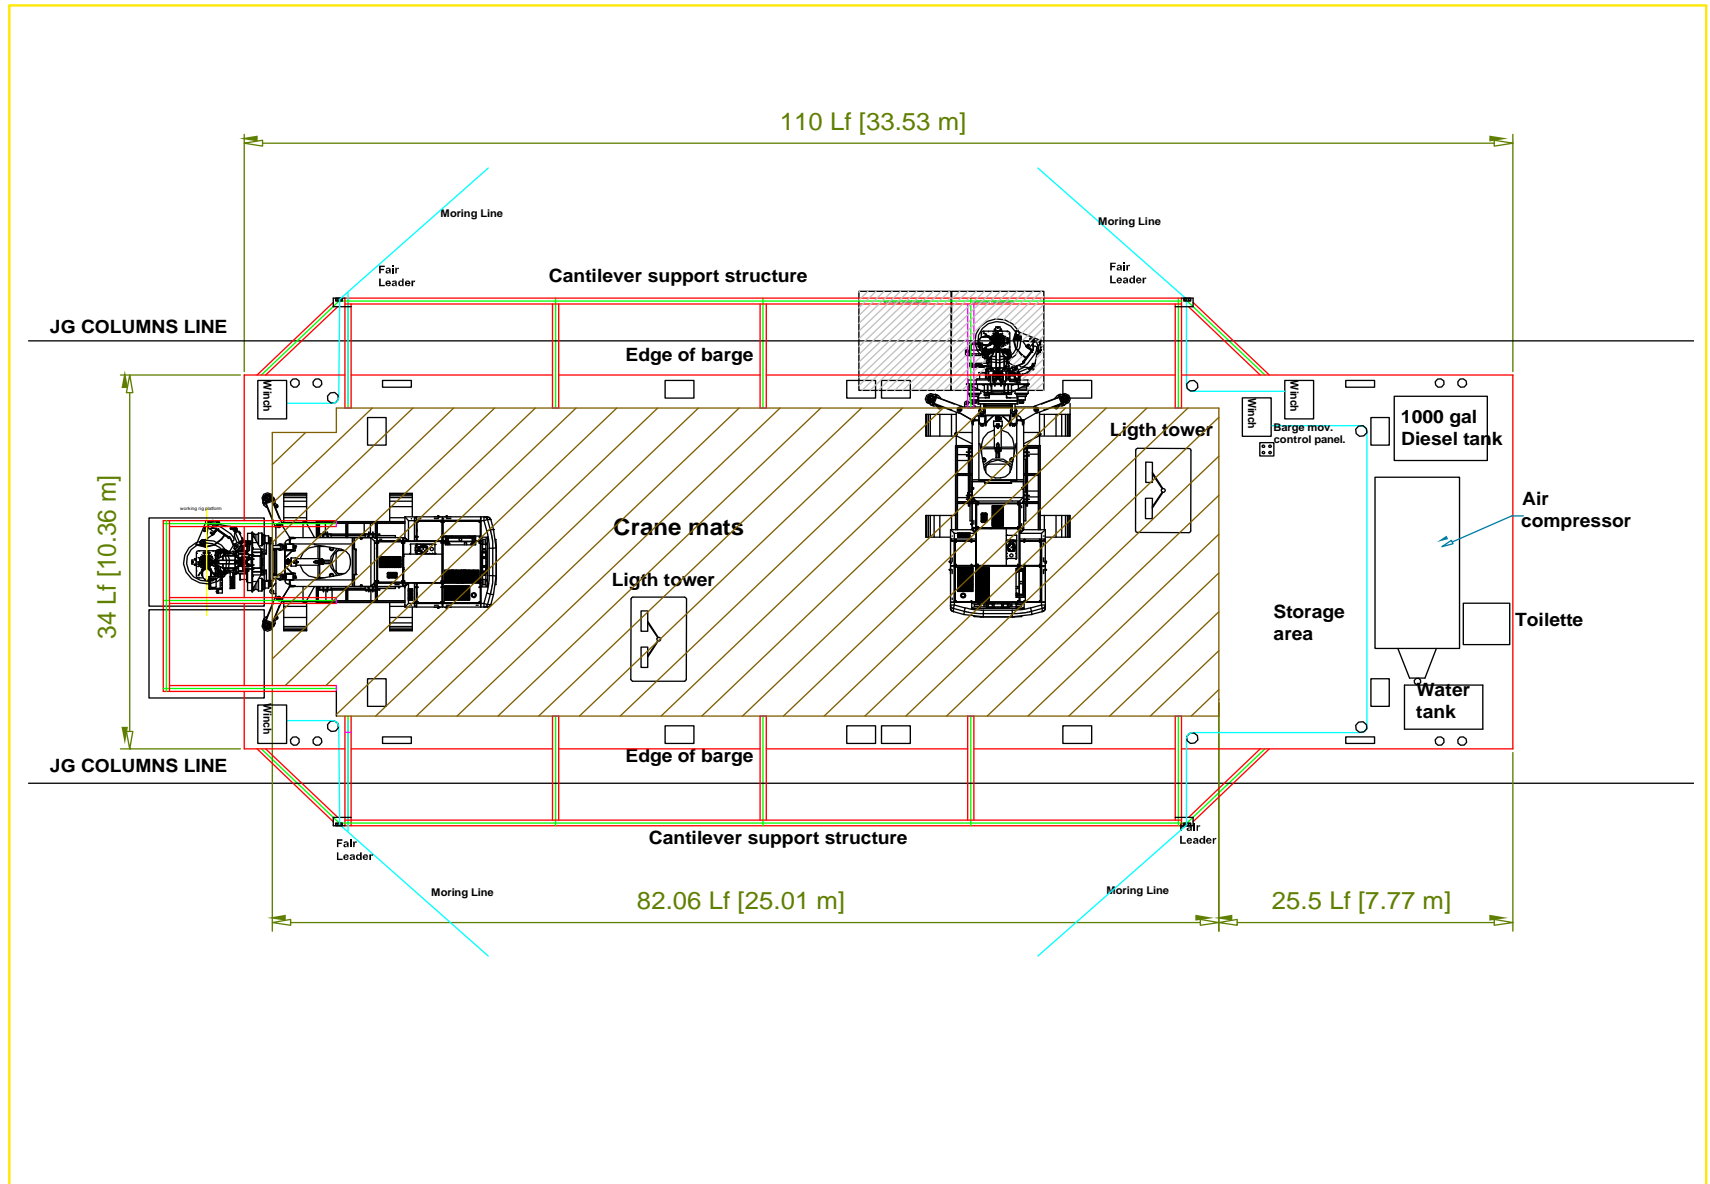 110 Lf [33.53 m]
Moring Line
Moring Line
Fair
Leader
Cantilever support structure
Fair
Leader
JG COLUMNS LINE
Edge of barge
Winch
Winch
Winch
1000 gal
Diesel tank
Ligth tower
Barge mov.
control panel.
34 Lf [10.36 m]
working rig platform
Crane mats
Air
compressor
Ligth tower
Storage
area
Toilette
Water
tank
Winch
Edge of barge
JG COLUMNS LINE
Cantilever support structure
Fair
Leader
Fair
Leader
Moring Line
Moring Line
82.06 Lf [25.01 m]
25.5 Lf [7.77 m]